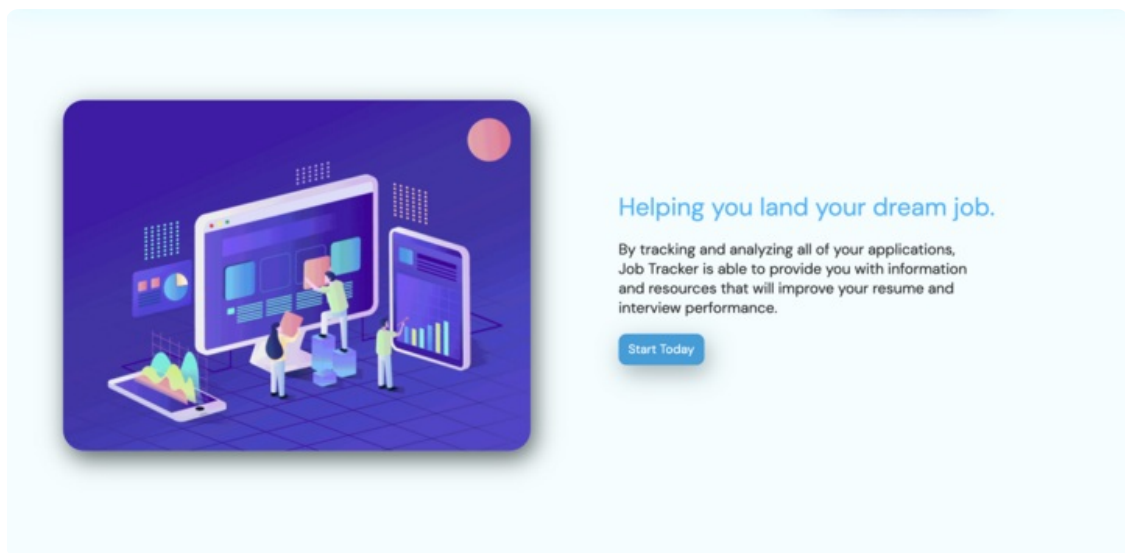 Helping you land your dream job.
By tracking and analyzing all of your applications,
Job Tracker is able to provide you with information
and resources that will improve your resume and
interview performance.
Start Today